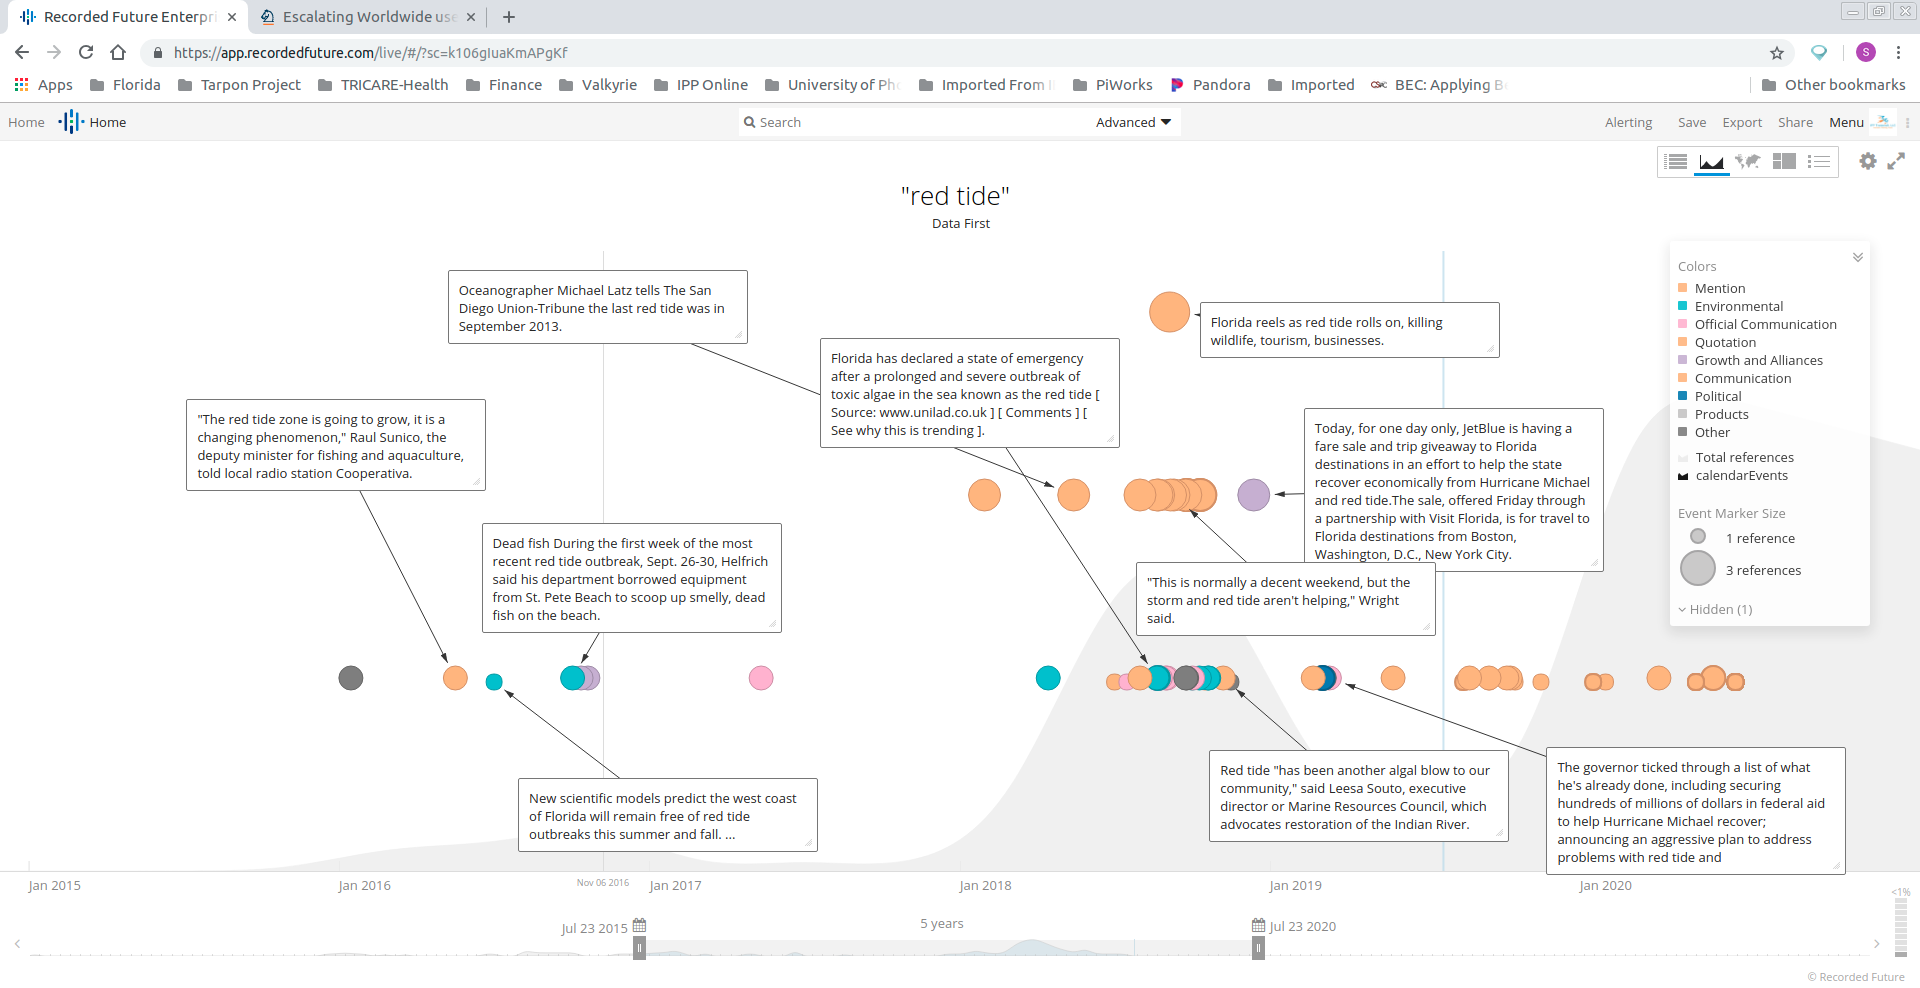 Recorded Future Enterpri
Escalating Worldwide use
https://app.recordedfuture.com/live/#/?sc=k106gIuaKmAPgKf
S
Apps
Florida
Tarpon Project
TRICARE-Health
Finance
Valkyrie
IPP Online
University of Pho
Imported From I
PiWorks
Pandora
Imported
BEC: Applying Be
Other bookmarks
Home
Home
Search
Advanced
Alerting
Save
Export
Share
Menu
"red tide"
Data First
Oceanographer Michael Latz tells The San
Diego Union-Tribune the last red tide was in
September 2013.
Florida reels as red tide rolls on, killing
wildlife, tourism, businesses.
Florida has declared a state of emergency
after a prolonged and severe outbreak of
toxic algae in the sea known as the red tide [
Source: www.unilad.co.uk ] [ Comments ] [
See why this is trending ].
"The red tide zone is going to grow, it is a
changing phenomenon," Raul Sunico, the
deputy minister for fishing and aquaculture,
told local radio station Cooperativa.
Today, for one day only, JetBlue is having a
fare sale and trip giveaway to Florida
destinations in an effort to help the state
recover economically from Hurricane Michael
and red tide.The sale, offered Friday through
a partnership with Visit Florida, is for travel to
Florida destinations from Boston,
Washington, D.C., New York City.
Dead fish During the first week of the most
recent red tide outbreak, Sept. 26-30, Helfrich
said his department borrowed equipment
from St. Pete Beach to scoop up smelly, dead
fish on the beach.
"This is normally a decent weekend, but the
storm and red tide aren't helping," Wright
said.
New scientific models predict the west coast
of Florida will remain free of red tide
outbreaks this summer and fall. ...
Red tide "has been another algal blow to our
community," said Leesa Souto, executive
director or Marine Resources Council, which
advocates restoration of the Indian River.
The governor ticked through a list of what
he's already done, including securing
hundreds of millions of dollars in federal aid
to help Hurricane Michael recover;
announcing an aggressive plan to address
problems with red tide and
Colors
Mention
Environmental
Official Communication
Quotation
Growth and Alliances
Communication
Political
Products
Other
Total references
calendarEvents
Event Marker Size
1 reference
3 references
Hidden (1)
Jan 2015
Jan 2016
Nov 06 2016
Jan 2017
Jan 2018
Jan 2019
Jan 2020
<1%
Jul 23 2015
5 years
Jul 23 2020
© Recorded Future